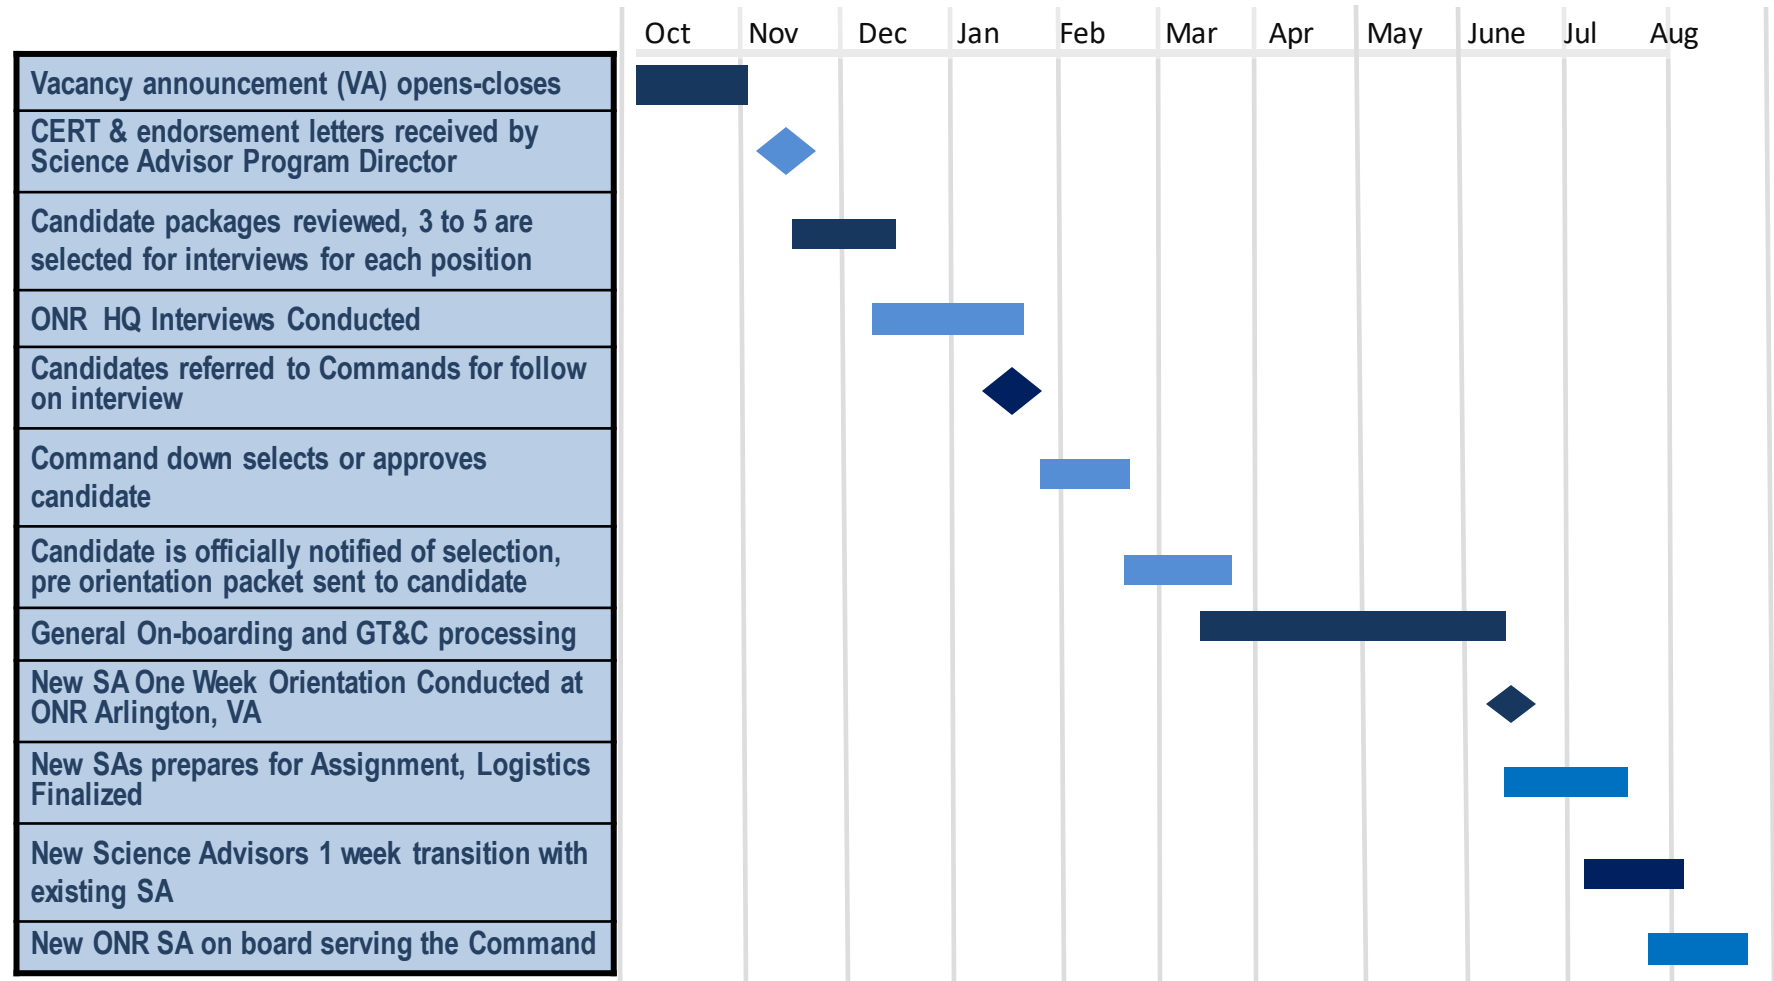 Oct Nov Dec Jan Feb Mar Apr May June Jul Aug
Vacancy announcement (VA) opens-closes
CERT & endorsement letters received by
Science Advisor Program Director
Candidate packages reviewed, 3 to 5 are
selected for interviews for each position
ONR HQ Interviews Conducted
Candidates referred to Commands for follow
on interview
Command down selects or approves
candidate
Candidate is officially notified of selection,
pre orientation packet sent to candidate
General On-boarding and GT&C processing
New SA One Week Orientation Conducted at
ONR Arlington, VA
New SAs prepares for Assignment, Logistics
Finalized
New Science Advisors 1 week transition with
existing SA
New ONR SA on board serving the Command